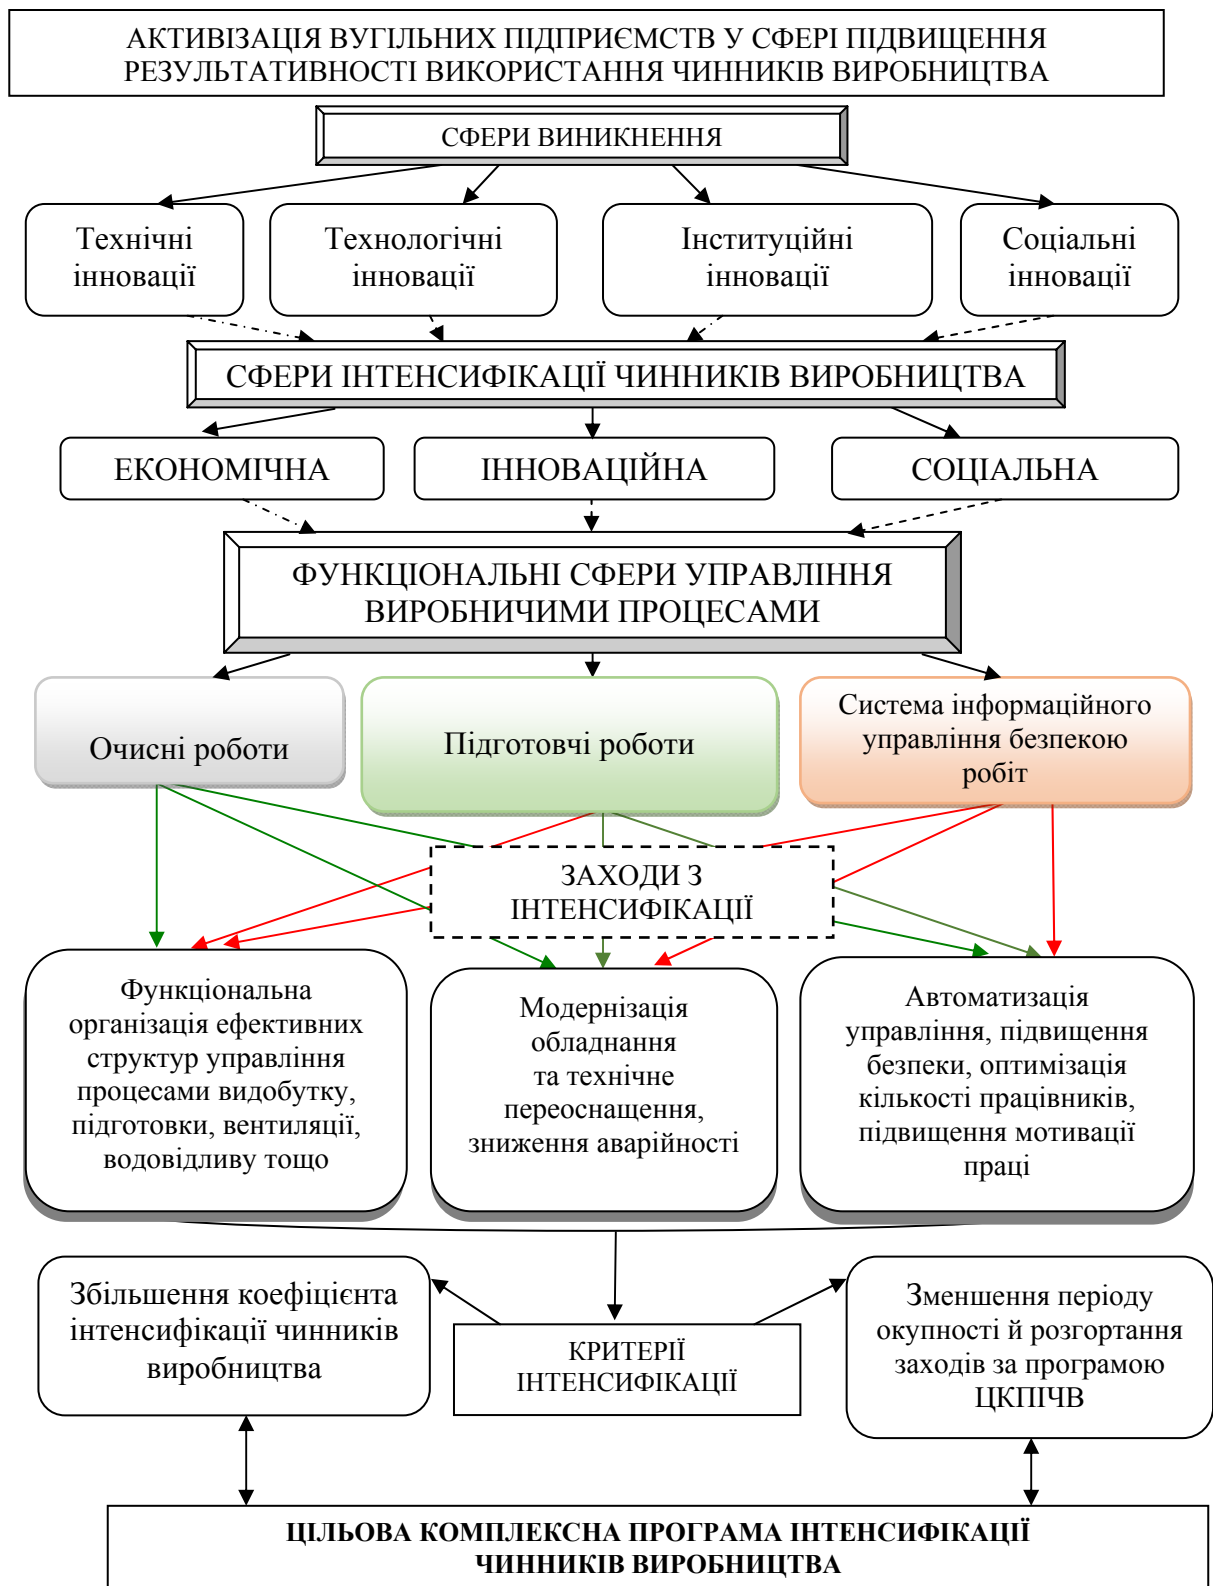 АКТИВІЗАЦІЯ ВУГІЛЬНИХ ПІДПРИЄМСТВ У СФЕРІ ПІДВИЩЕННЯ
РЕЗУЛЬТАТИВНОСТІ ВИКОРИСТАННЯ ЧИННИКІВ ВИРОБНИЦТВА
СФЕРИ ВИНИКНЕННЯ
Технічні
інновації
Технологічні
інновації
Інституційні
інновації
Соціальні
інновації
СФЕРИ ІНТЕНСИФІКАЦІЇ ЧИННИКІВ ВИРОБНИЦТВА
ЕКОНОМІЧНА
ІННОВАЦІЙНА
СОЦІАЛЬНА
ФУНКЦІОНАЛЬНІ СФЕРИ УПРАВЛІННЯ
ВИРОБНИЧИМИ ПРОЦЕСАМИ
Очисні роботи
Підготовчі роботи
Система інформаційного
управління безпекою
робіт
ЗАХОДИ З
ІНТЕНСИФІКАЦІЇ
Функціональна
організація ефективних
структур управління
процесами видобутку,
підготовки, вентиляції,
водовідливу тощо
Модернізація
обладнання
та технічне
переоснащення,
зниження аварійності
Автоматизація
управління, підвищення
безпеки, оптимізація
кількості працівників,
підвищення мотивації
праці
Збільшення коефіцієнта
інтенсифікації чинників
виробництва
КРИТЕРІЇ
ІНТЕНСИФІКАЦІЇ
Зменшення періоду
окупності й розгортання
заходів за програмою
ЦКПІЧВ
ЦІЛЬОВА КОМПЛЕКСНА ПРОГРАМА ІНТЕНСИФІКАЦІЇ
ЧИННИКІВ ВИРОБНИЦТВА